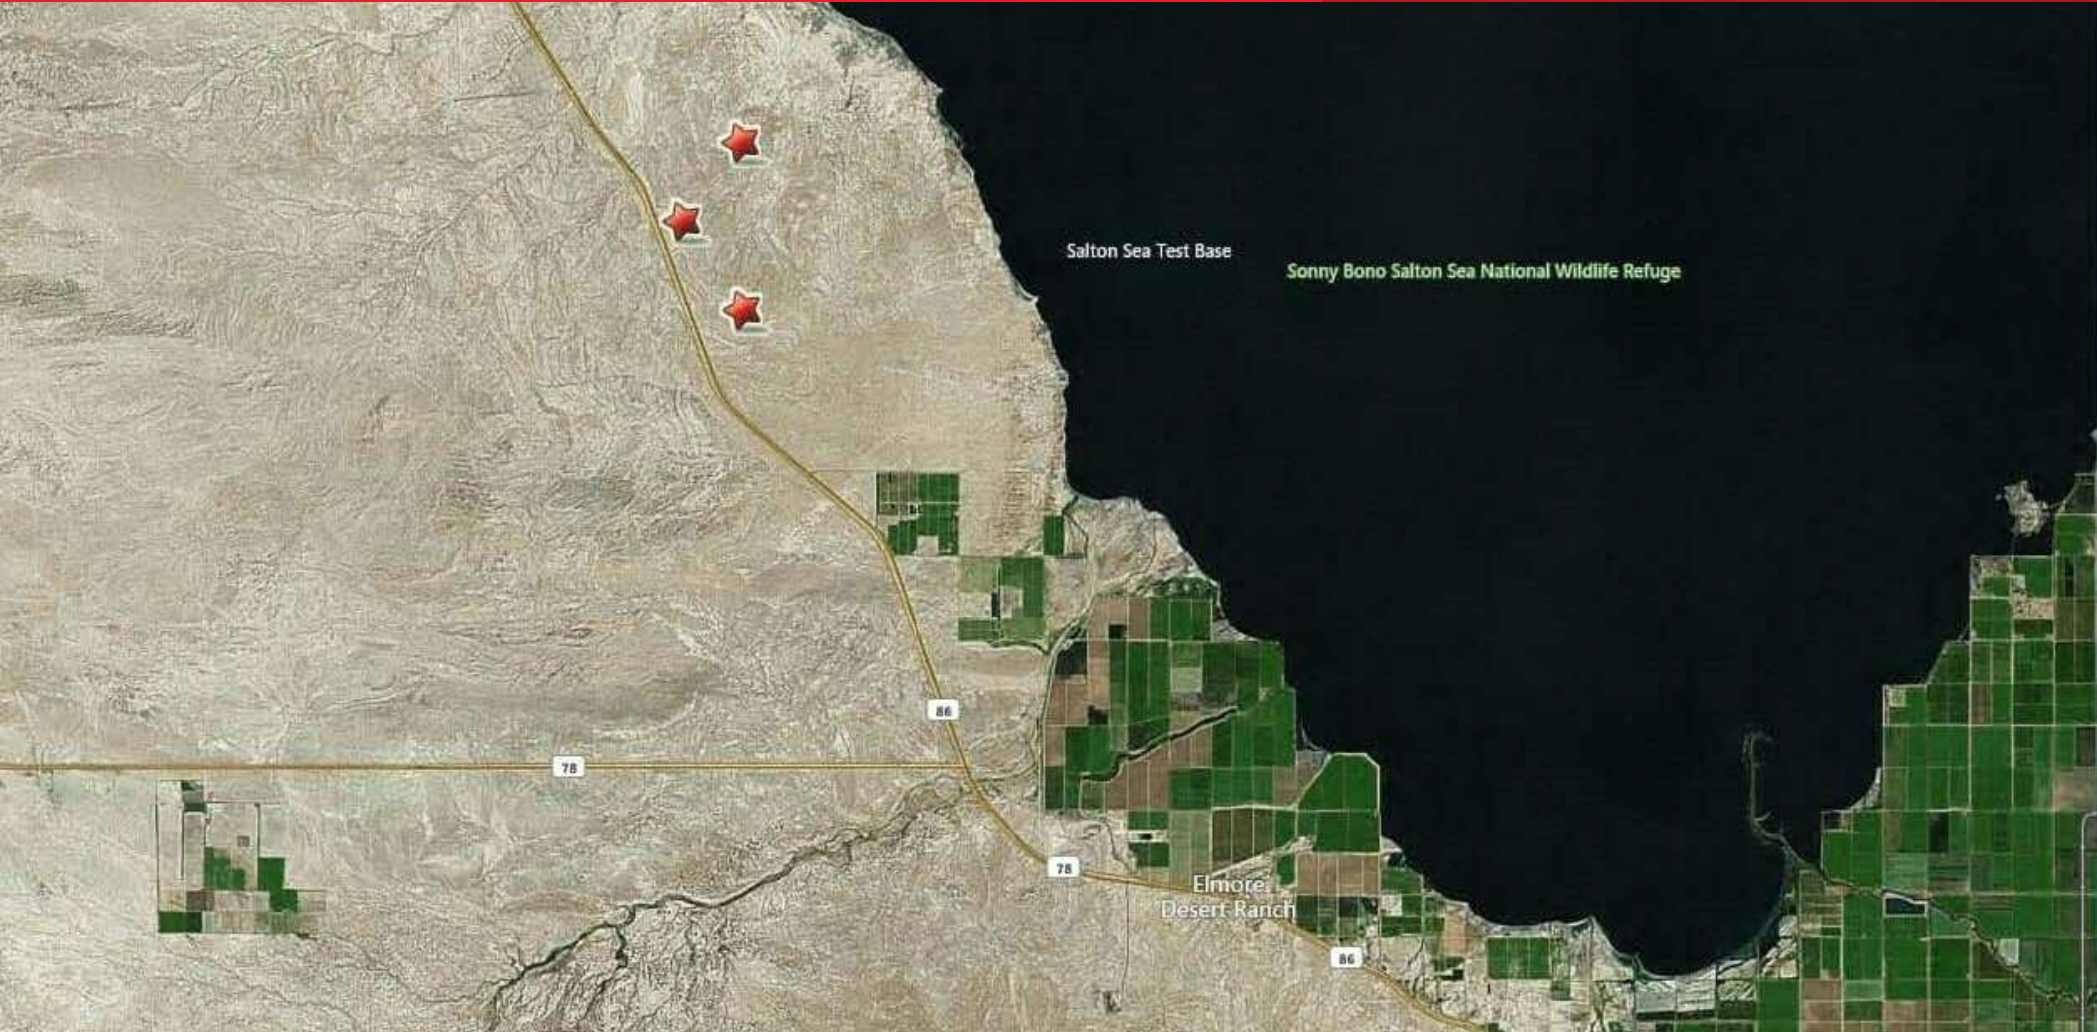 Salton Sea Test Base
Sonny Bono Salton Sea National Wildlife Refuge
86
78
78
Elmore
Desert Ranch
86